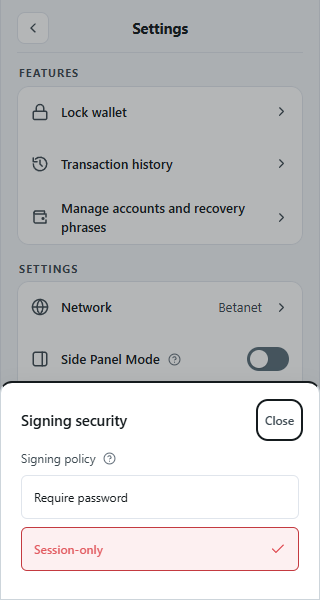 Settings
FEATURES
Lock wallet
Transaction history
Manage accounts and recovery
phrases
SETTINGS
Network
Betanet
Side Panel Mode
Signing security
Close
Signing policy
Require password
Session-only